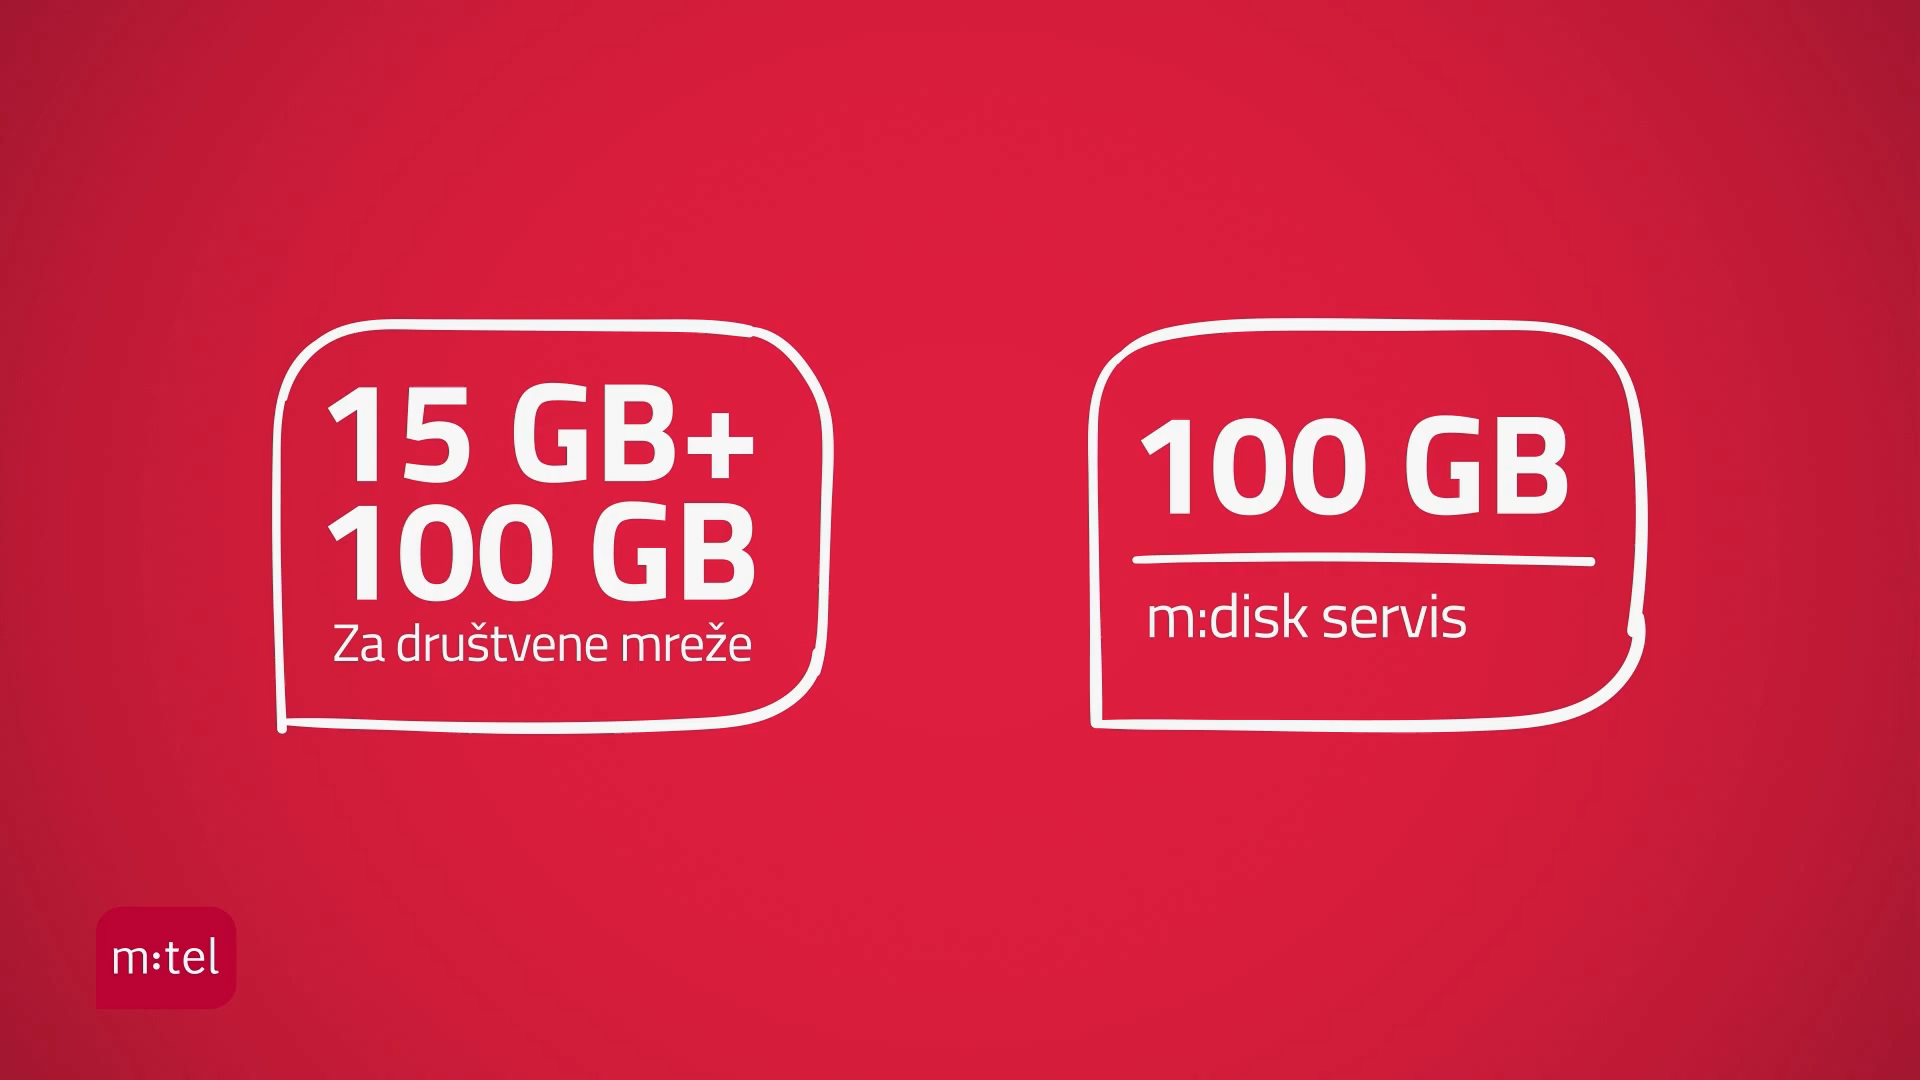 15 GB+
100 GB
Za društvene mreže
100 GB
m:disk servis
m:tel